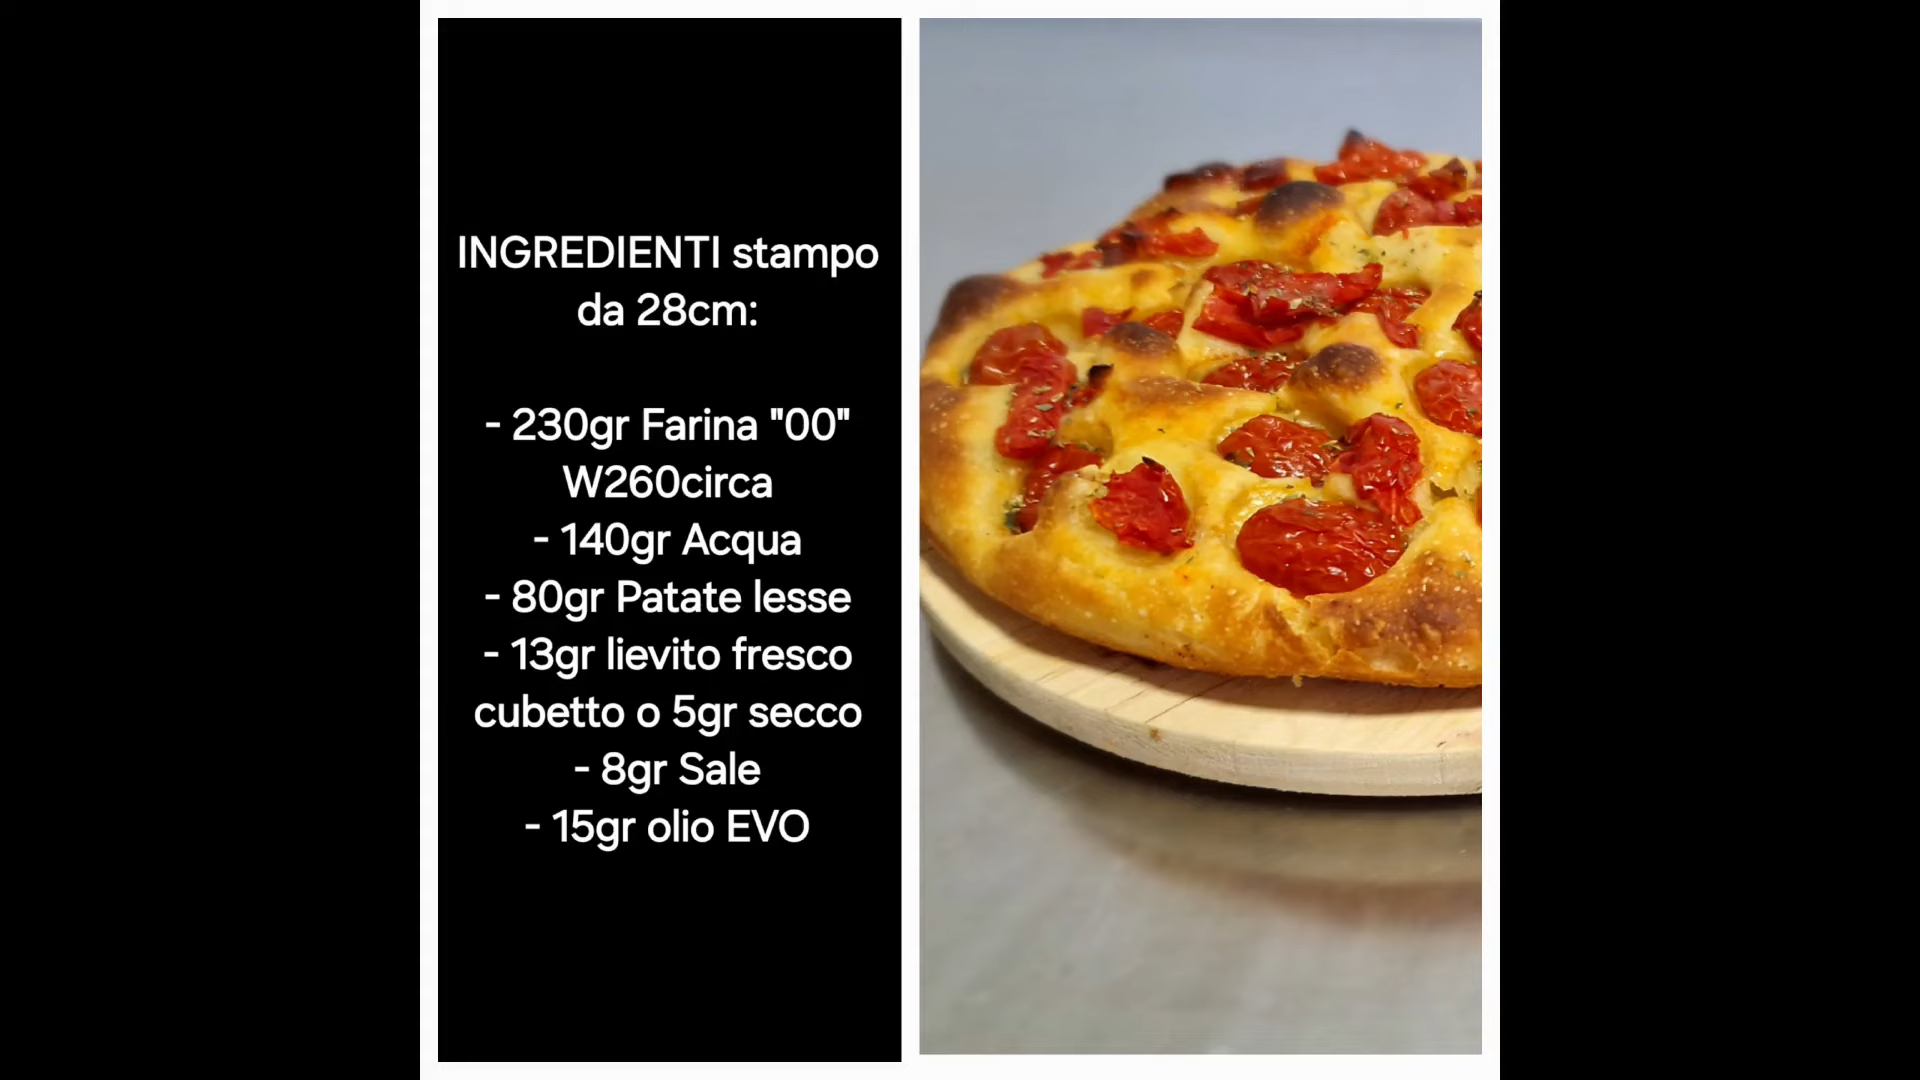 INGREDIENTI stampo
da 28cm:
- 230gr Farina "00"
W260circa
- 140gr Acqua
- 80gr Patate lesse
- 13gr lievito fresco
cubetto o 5gr secco
- 8gr Sale
- 15gr olio EVO